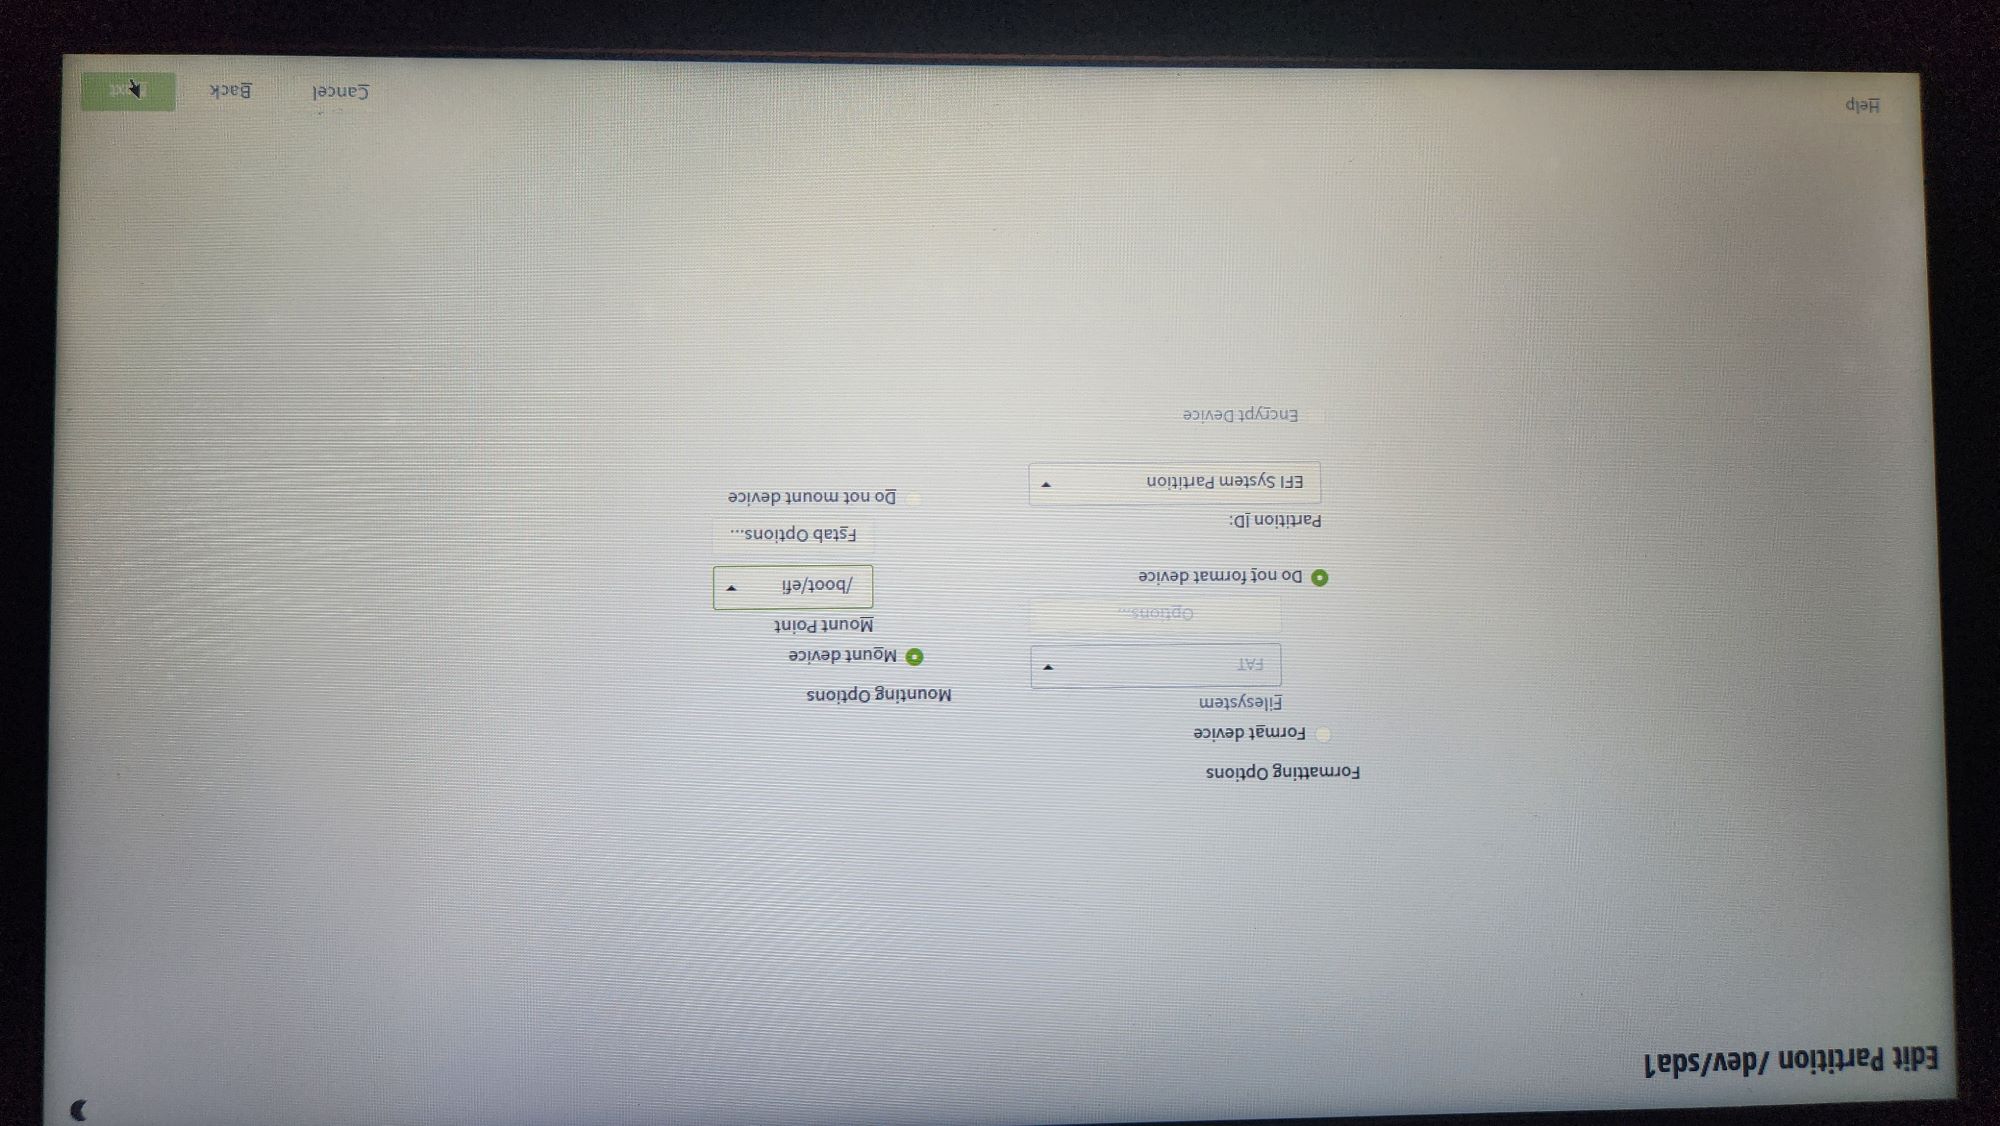 Edit Partition /dev/sda1
Formatting Options
Format device
Filesystem
FAT
Options...
Do not format device
Partition ID:
EFI System Partition
Encrypt Device
Mounting Options
Mount device
Mount Point
/boot/efi
Fstab Options...
Do not mount device
Help
Cancel
Back